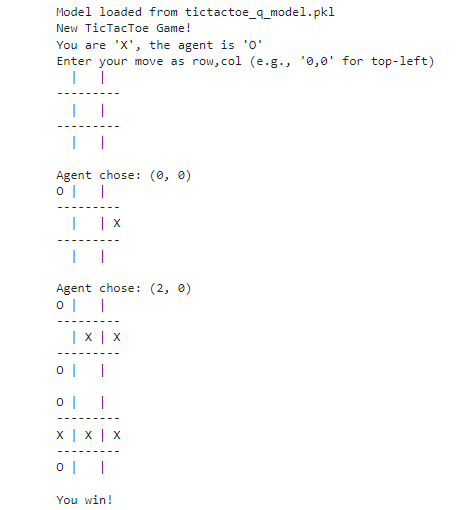 Model loaded from tictactoe_q_model.pkl
New TicTacToe Game!
You are 'X', the agent is 'O'
Enter your move as row,col (e.g., '0,0' for top-left)
  |   |
---------
  |   |
---------
  |   |
Agent chose: (0, 0)
O |   |
---------
  |   | X
---------
  |   |
Agent chose: (2, 0)
O |   |
---------
  | X | X
---------
O |   |
O |   |
---------
X | X | X
---------
O |   |
You win!